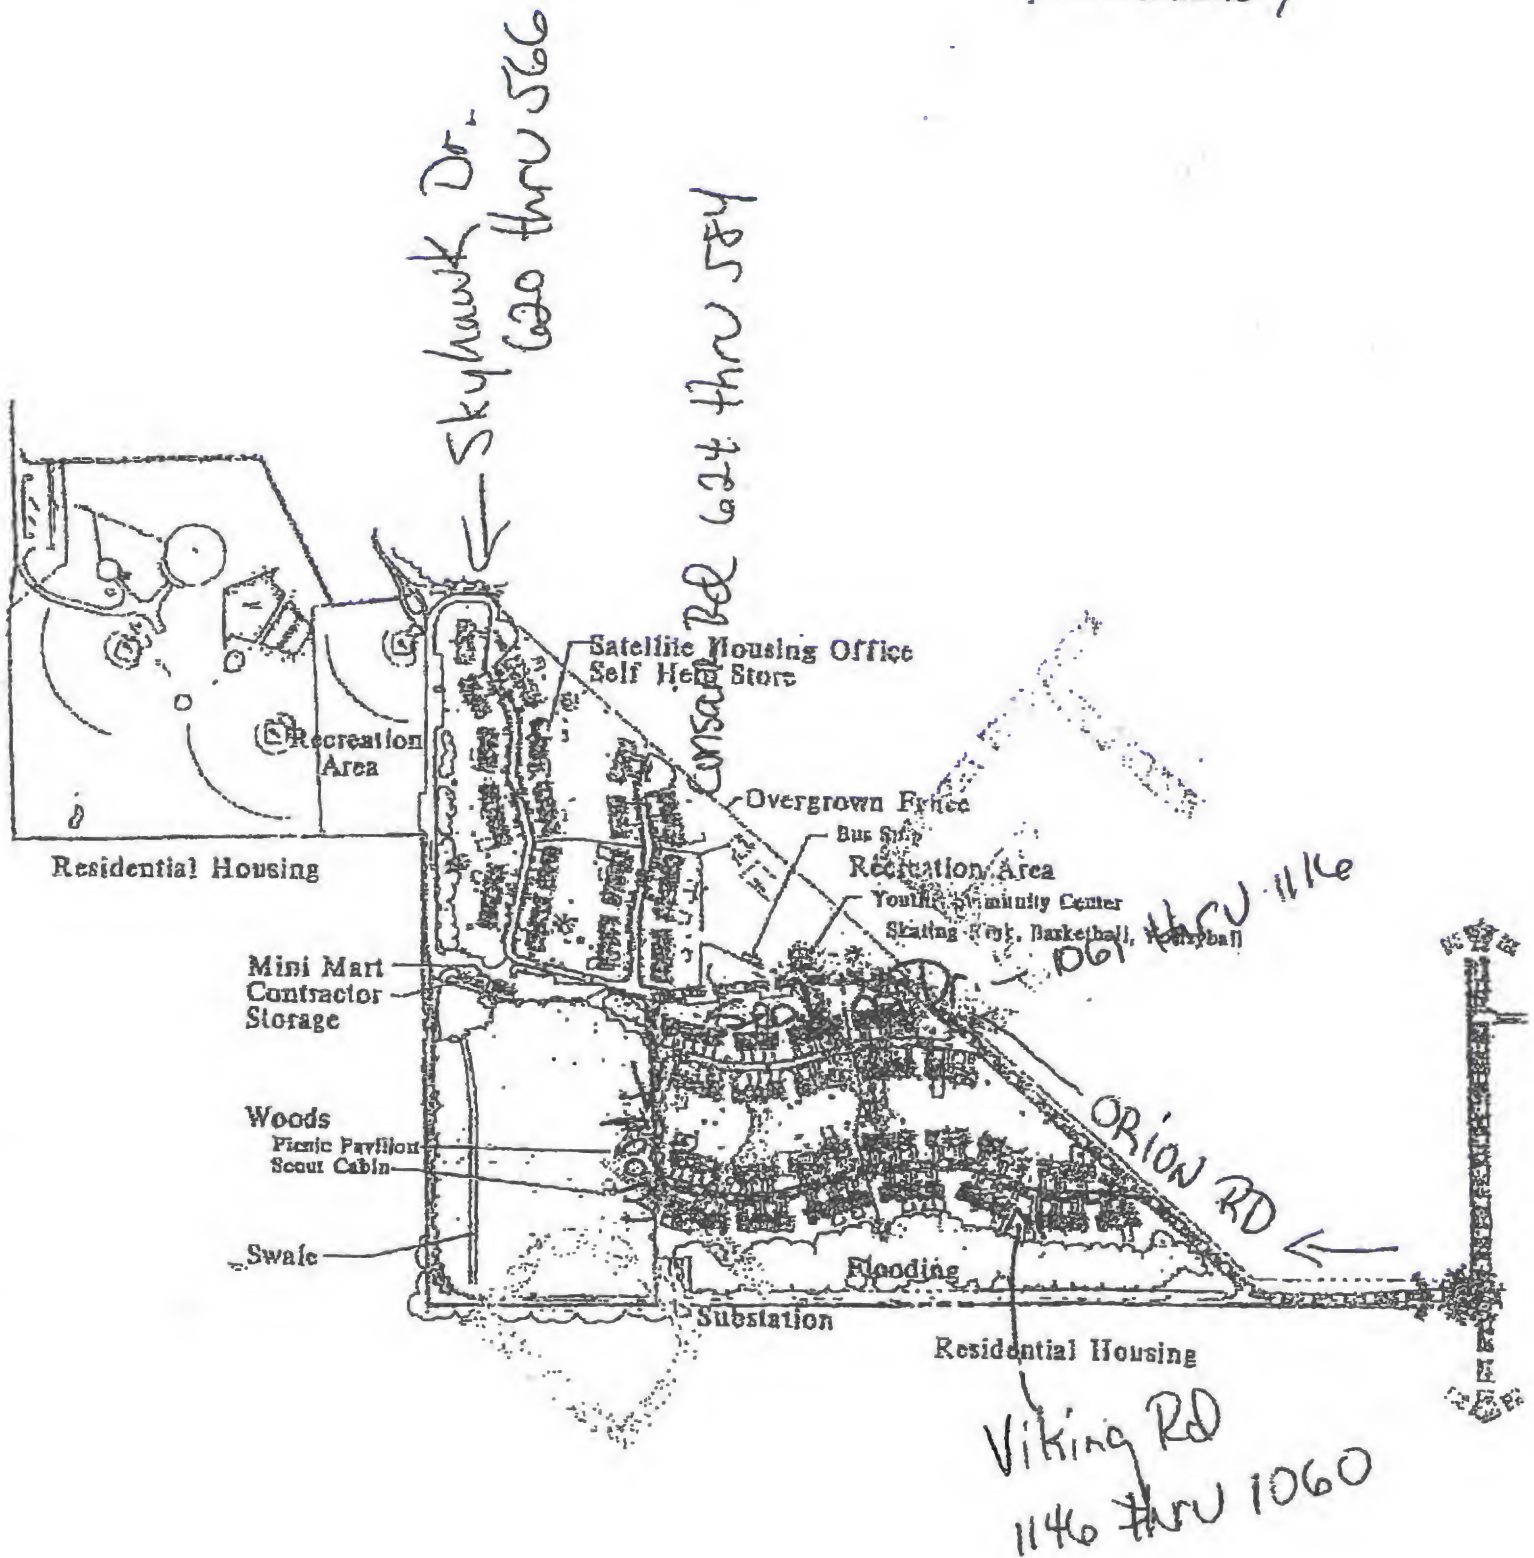 Skyhawk Dr.
620 thru 566
Rd 624 thru 584
Satellite Housing Office
Self Help Store
Recreation
Area
Overgrown Fence
Bus Stop
Residential Housing
Recreation Area
Youth Community Center
Skating Rink, Basketball, Volleyball
1061 thru 1116
Mini Mart
Contractor
Storage
ORION RD
Woods
Picnic Pavilion
Scout Cabin
Swale
Flooding
Substation
Residential Housing
Viking Rd
1146 thru 1060